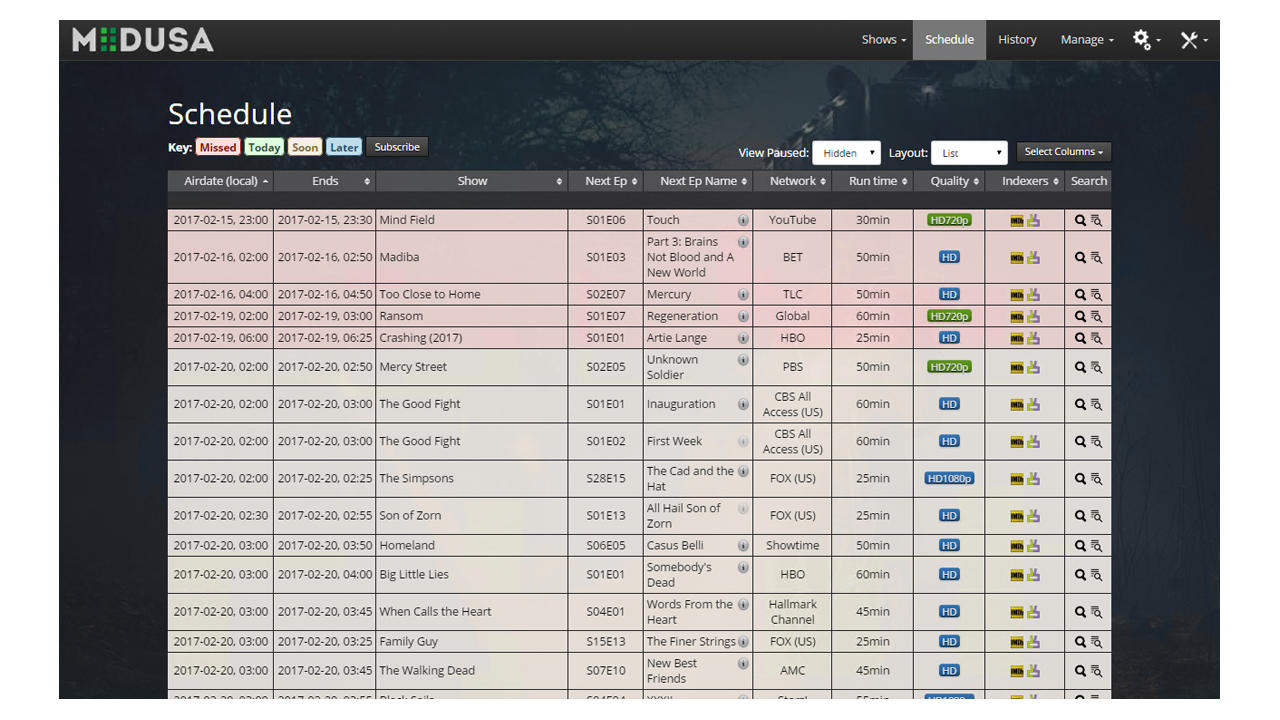 MEDUSA
Shows Schedule History Manage
Schedule
Key: Missed Today Soon Later Subscribe
View Paused: Hidden Layout: List Select Columns
Airdate (local) Ends Show Next Ep Next Ep Name Network Run time Quality Indexers Search
2017-02-15, 23:00 2017-02-15, 23:30 Mind Field S01E06 Touch YouTube 30min HD720p
2017-02-16, 02:00 2017-02-16, 02:50 Madiba S01E03 Part 3: Brains Not Blood and A New World BET 50min HD
2017-02-16, 04:00 2017-02-16, 04:50 Too Close to Home S02E07 Mercury TLC 50min HD
2017-02-19, 02:00 2017-02-19, 03:00 Ransom S01E07 Regeneration Global 60min HD720p
2017-02-19, 06:00 2017-02-19, 06:25 Crashing (2017) S01E01 Artie Lange HBO 25min HD
2017-02-20, 02:00 2017-02-20, 02:50 Mercy Street S02E05 Unknown Soldier PBS 50min HD720p
2017-02-20, 02:00 2017-02-20, 03:00 The Good Fight S01E01 Inauguration CBS All Access (US) 60min HD
2017-02-20, 02:00 2017-02-20, 03:00 The Good Fight S01E02 First Week CBS All Access (US) 60min HD
2017-02-20, 02:00 2017-02-20, 02:25 The Simpsons S28E15 The Cad and the Hat FOX (US) 25min HD1080p
2017-02-20, 02:30 2017-02-20, 02:55 Son of Zorn S01E13 All Hail Son of Zorn FOX (US) 25min HD
2017-02-20, 03:00 2017-02-20, 03:50 Homeland S06E05 Casus Belli Showtime 50min HD
2017-02-20, 03:00 2017-02-20, 04:00 Big Little Lies S01E01 Somebody's Dead HBO 60min HD
2017-02-20, 03:00 2017-02-20, 03:45 When Calls the Heart S04E01 Words From the Heart Hallmark Channel 45min HD
2017-02-20, 03:00 2017-02-20, 03:25 Family Guy S15E13 The Finer Strings FOX (US) 25min HD
2017-02-20, 03:00 2017-02-20, 03:45 The Walking Dead S07E10 New Best Friends AMC 45min HD